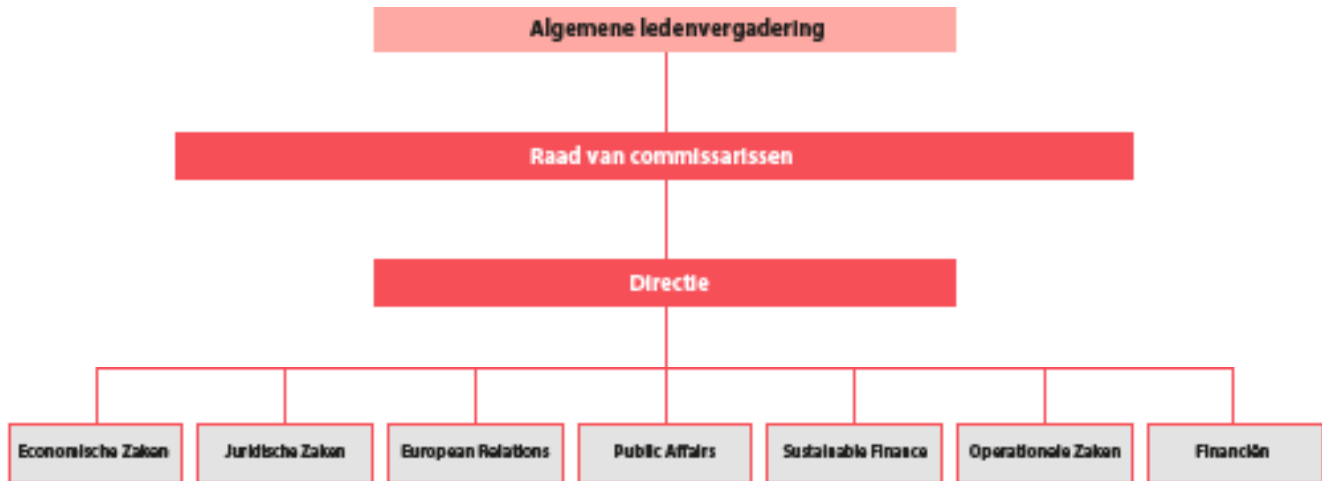 Algemene ledenvergadering
Raad van commissarissen
Directie
Economische Zaken
Juridische Zaken
European Relations
Public Affairs
Sustainable Finance
Operationele Zaken
Financiën